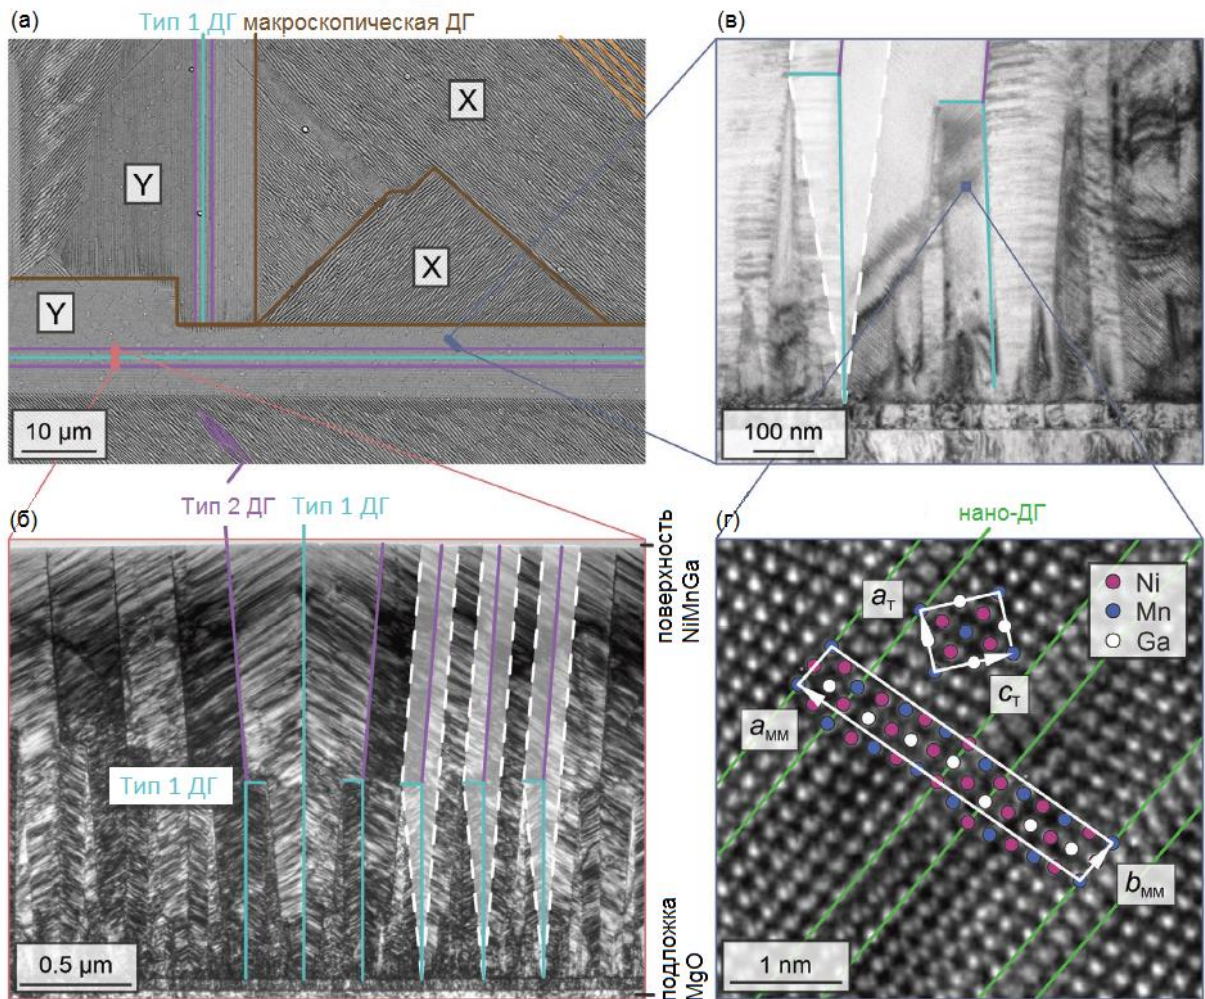 (а)
Тип 1 ДГ макроскопическая ДГ
X
Y
X
Y
10 µm
(в)
100 nm
Тип 2 ДГ
Тип 1 ДГ
(б)
Тип 1 ДГ
0.5 µm
поверхность
NiMnGa
подложка
MgO
(г)
нано-ДГ
Ni
Mn
Ga
aТ
cТ
aММ
bММ
1 nm